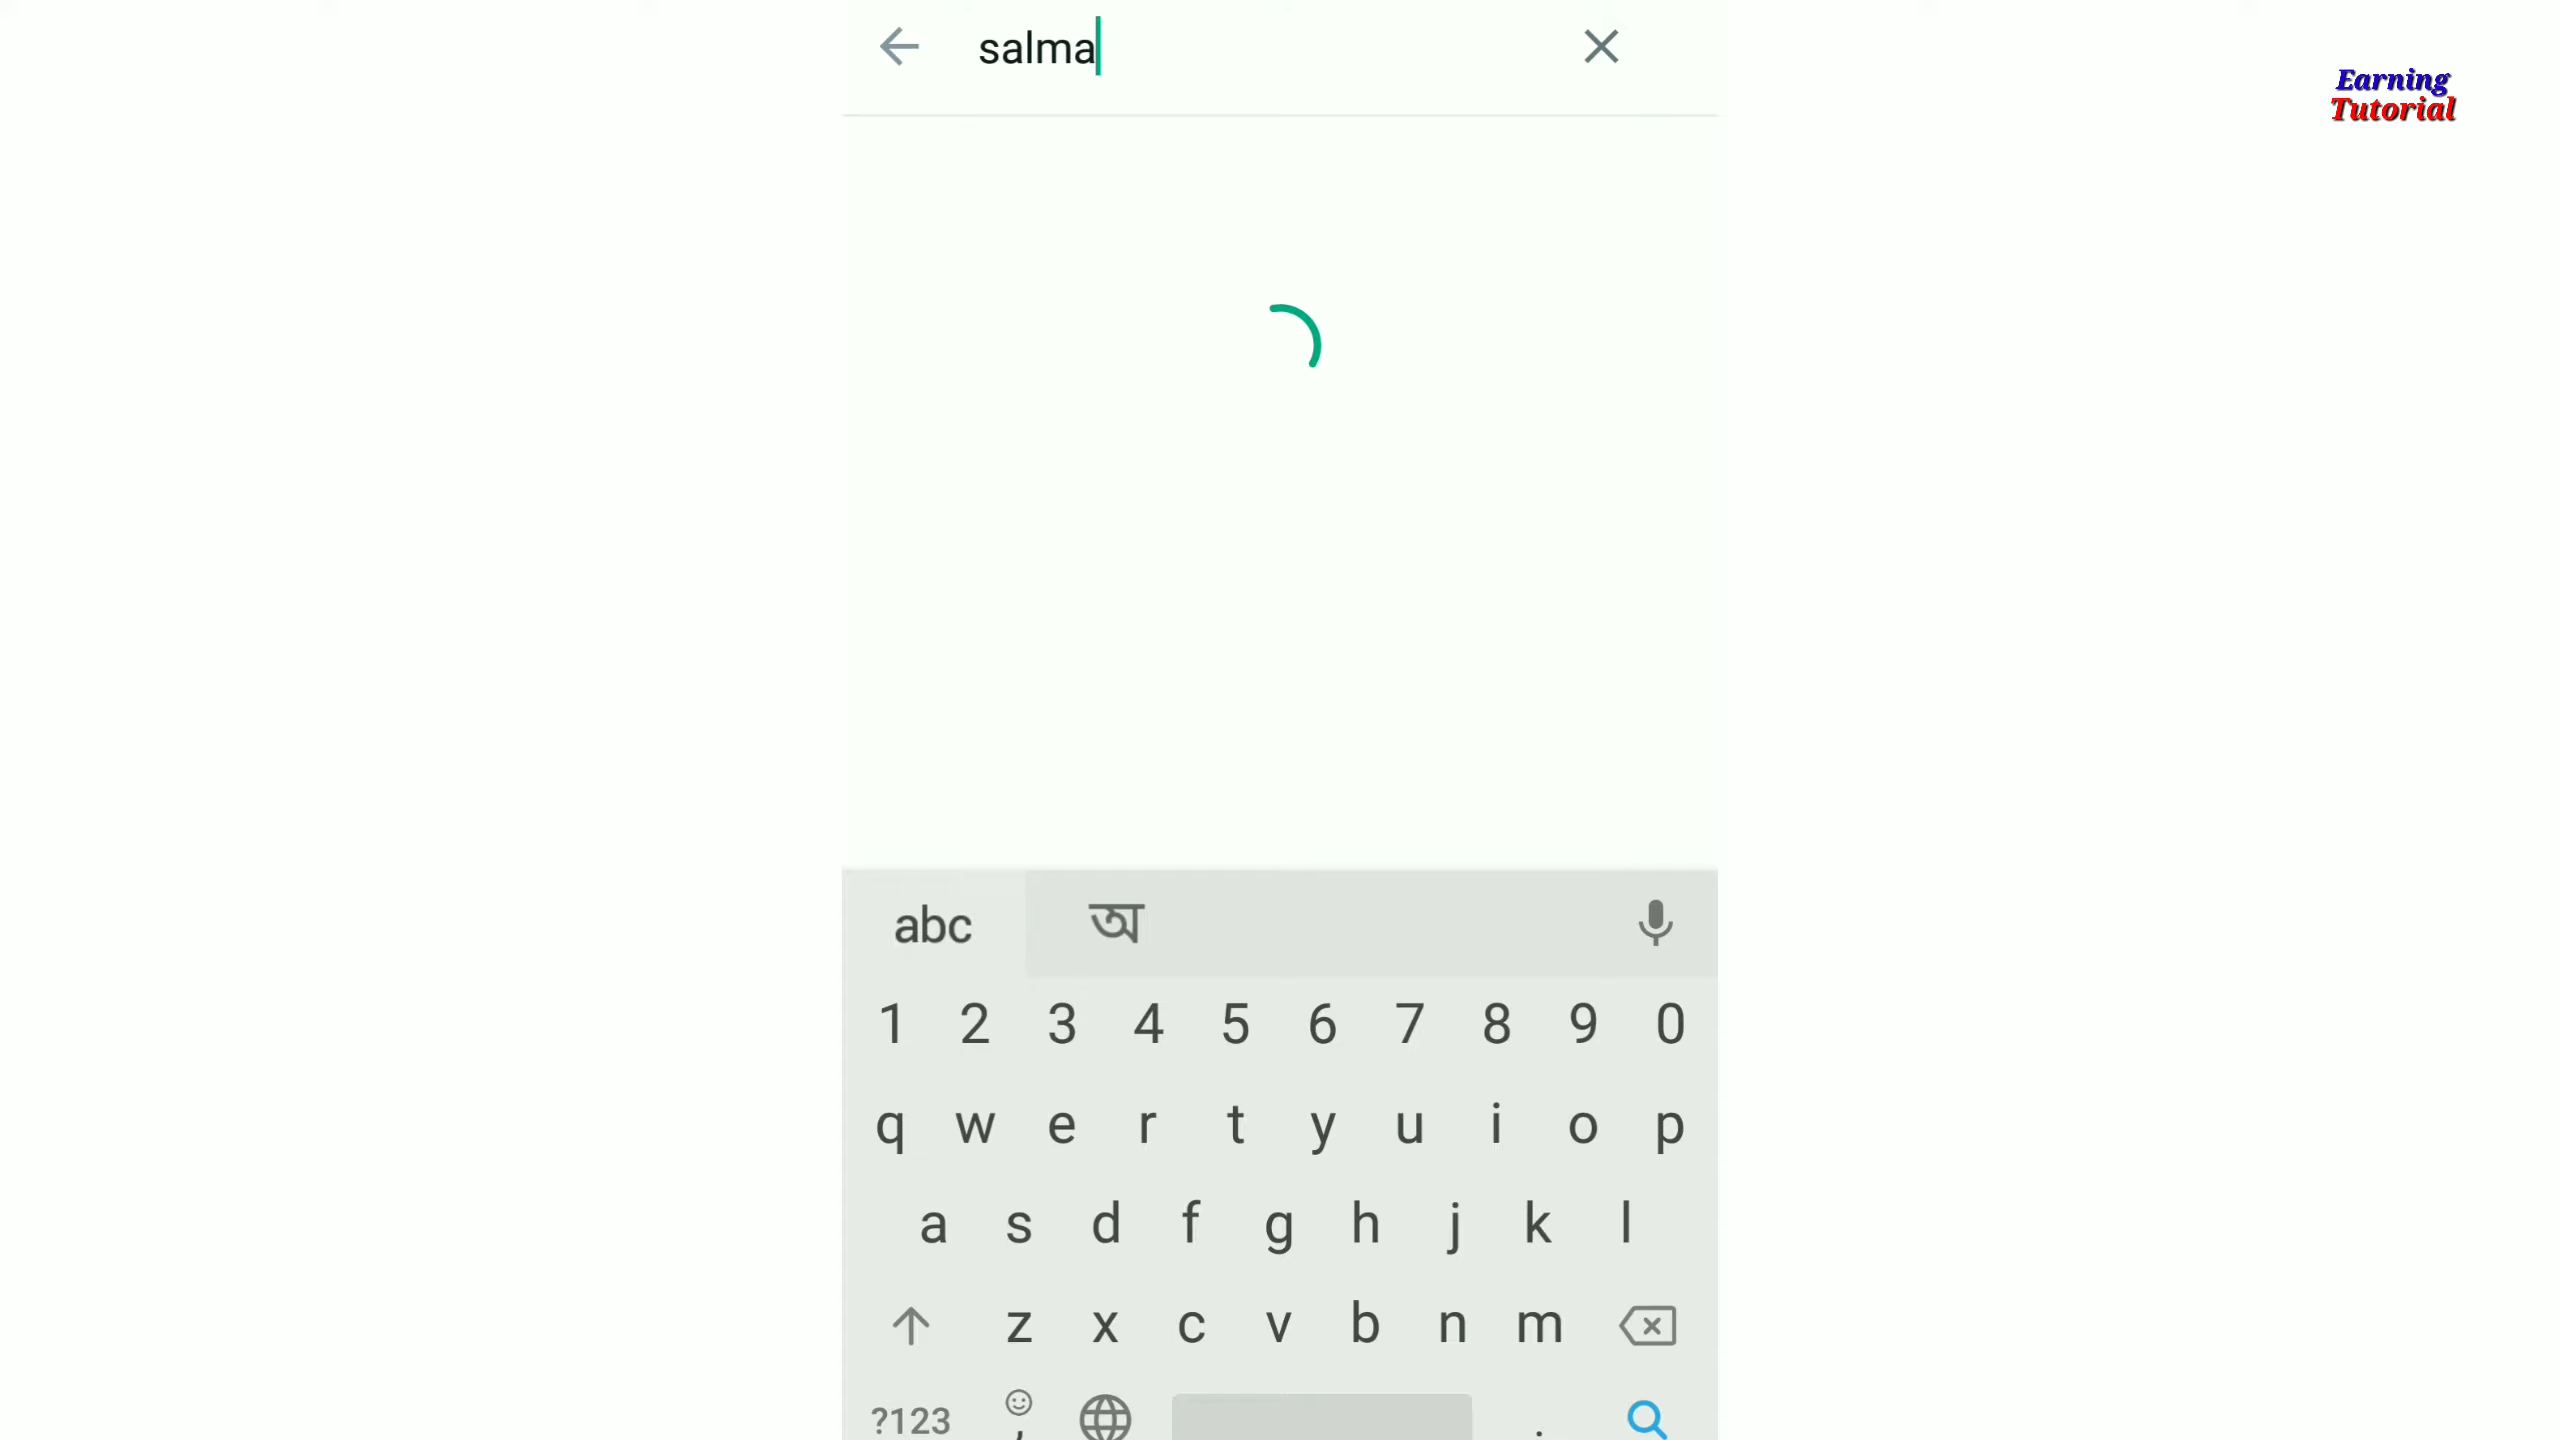 salma
Earning
Tutorial
abc অ
1 2 3 4 5 6 7 8 9 0
q w e r t y u i o p
a s d f g h j k l
z x c v b n m
?123 , .